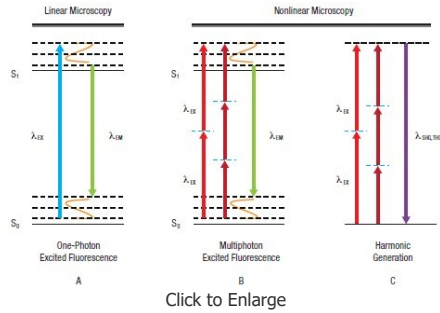 Linear Microscopy
Nonlinear Microscopy
S1
λEX
λEM
S0
S1
λEX
λEX
λEM
S0
λEX
λEX
λSHG,THG
One-Photon
Excited Fluorescence
Multiphoton
Excited Fluorescence
Harmonic
Generation
A
B
C
Click to Enlarge